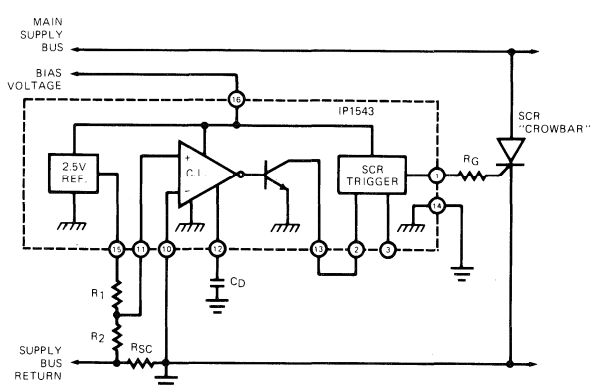 MAIN
SUPPLY
BUS
BIAS
VOLTAGE
16
IP1543
SCR
"CROWBAR"
2.5V
REF.
+
C.L.
−
SCR
TRIGGER
1
RG
14
15
11
10
12
13
2
3
CD
R1
R2
RSC
SUPPLY
BUS
RETURN